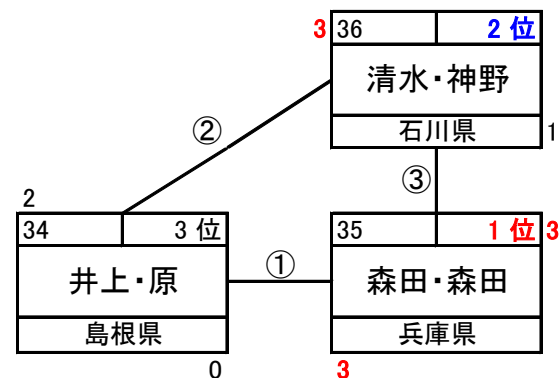 3 36 2 位
清水・神野
石川県 1
②
③
2
34 3 位
井上・原
島根県
0
①
35 1 位 3
森田・森田
兵庫県
3